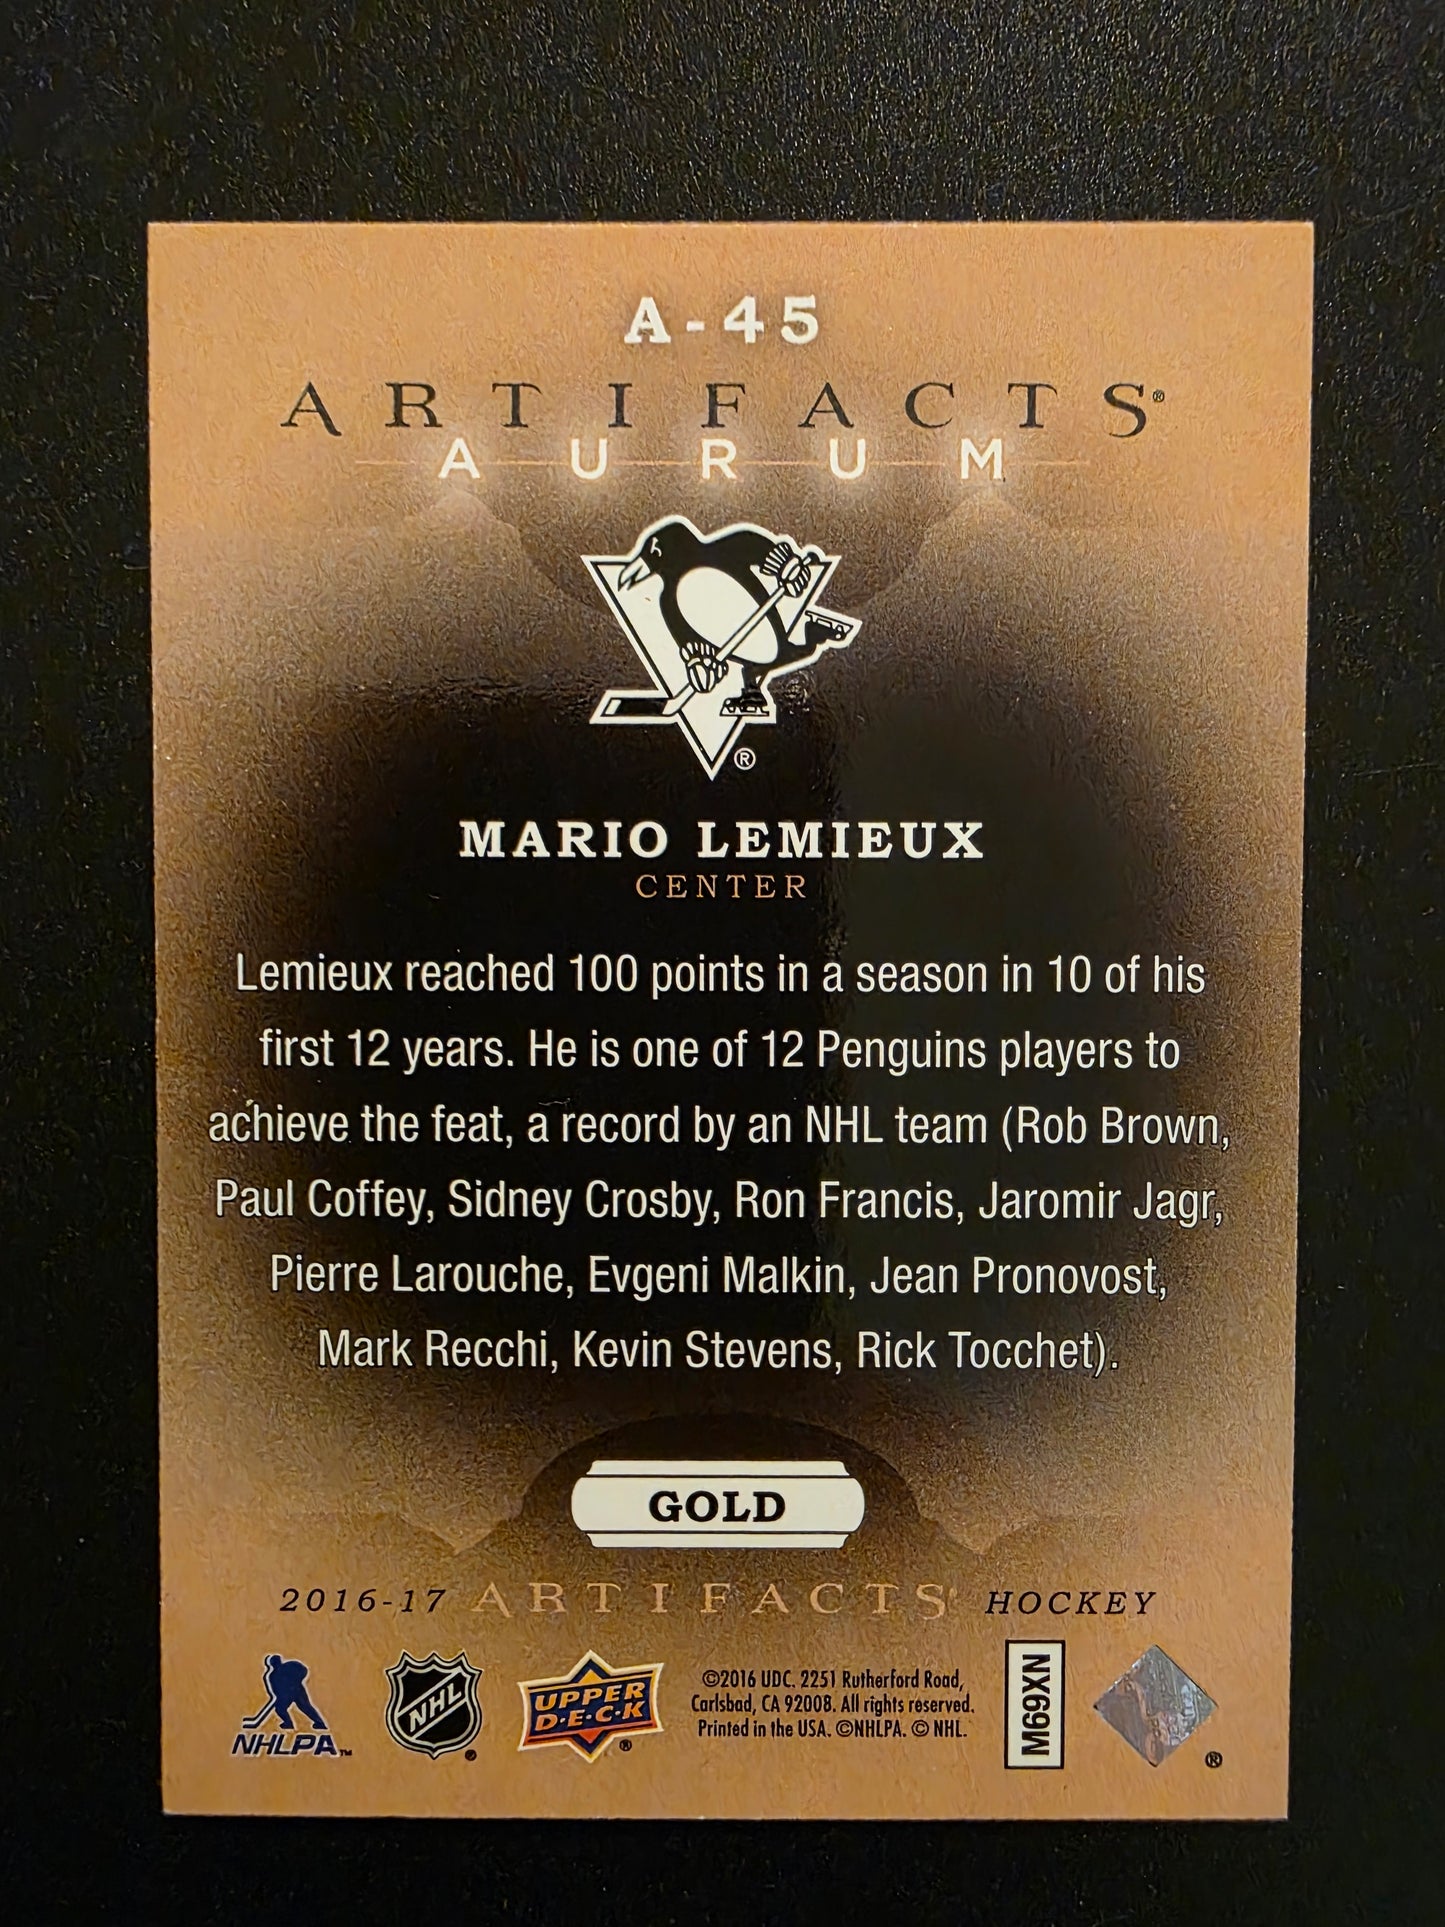 A-45
ARTIFACTS®
AURUM
®
MARIO LEMIEUX
CENTER
Lemieux reached 100 points in a season in 10 of his
first 12 years. He is one of 12 Penguins players to
achieve the feat, a record by an NHL team (Rob Brown,
Paul Coffey, Sidney Crosby, Ron Francis, Jaromir Jagr,
Pierre Larouche, Evgeni Malkin, Jean Pronovost,
Mark Recchi, Kevin Stevens, Rick Tocchet).
GOLD
2016-17 ARTIFACTS® HOCKEY
NHLPA™
NHL®
UPPER
D·E·C·K®
©2016 UDC. 2251 Rutherford Road,
Carlsbad, CA 92008. All rights reserved.
Printed in the USA. ©NHLPA. © NHL.
M69XN
®